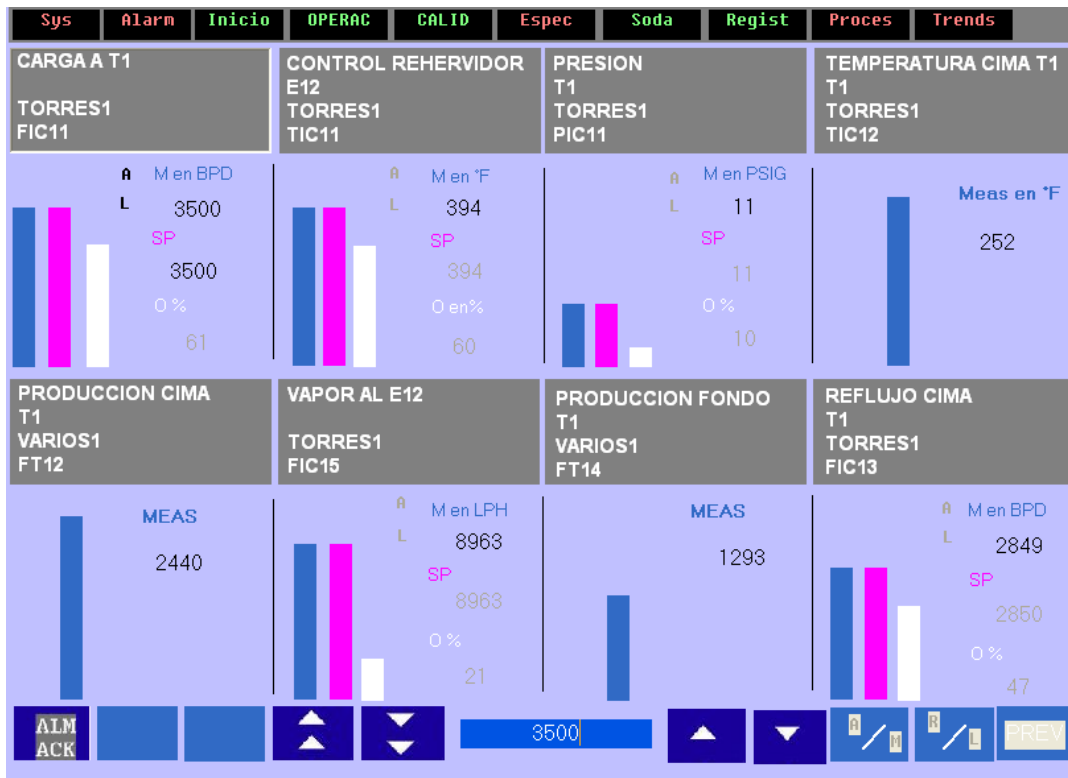 Sys Alarm Inicio OPERAC CALID Espec Soda Regist Proces Trends
CARGA A T1
TORRES1
FIC11
CONTROL REHERVIDOR
E12
TORRES1
TIC11
PRESION
T1
TORRES1
PIC11
TEMPERATURA CIMA T1
T1
TORRES1
TIC12
A M en BPD
L 3500
SP
3500
O %
61
A M en °F
L 394
SP
394
O en%
60
A M en PSIG
L 11
SP
11
O %
10
Meas en °F
252
PRODUCCION CIMA
T1
VARIOS1
FT12
VAPOR AL E12
TORRES1
FIC15
PRODUCCION FONDO
T1
VARIOS1
FT14
REFLUJO CIMA
T1
TORRES1
FIC13
MEAS
2440
A M en LPH
L 8963
SP
8963
O %
21
MEAS
1293
A M en BPD
L 2849
SP
2850
O %
47
ALM
ACK
3500
A/M
R/L
PREV